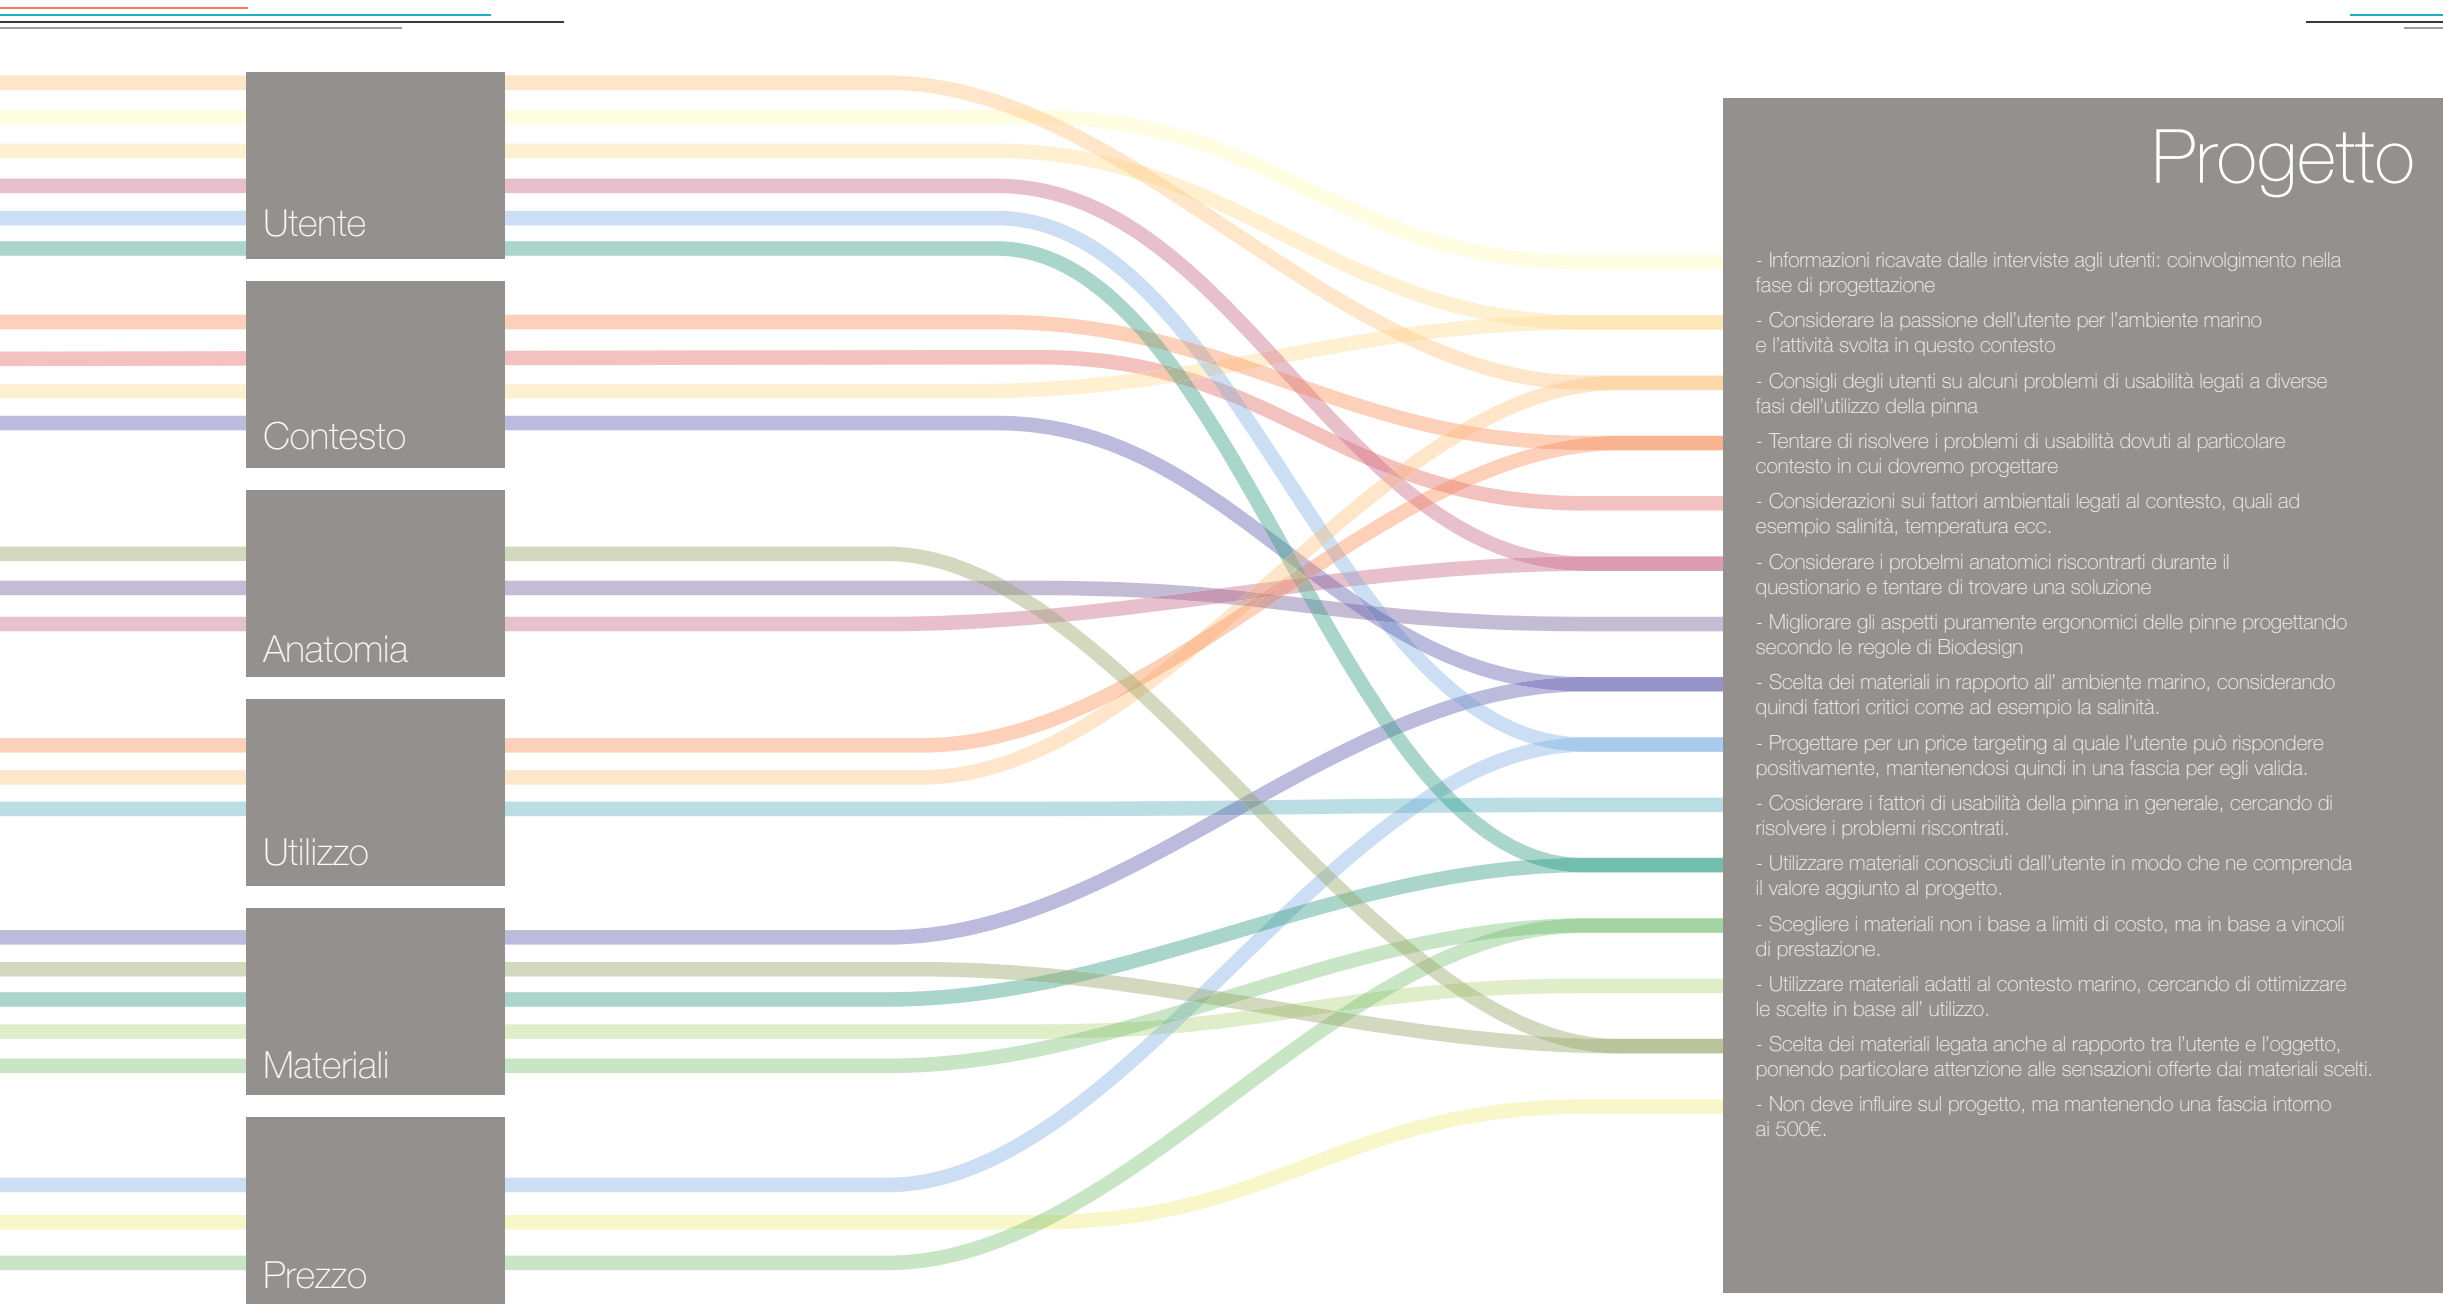 Utente
Contesto
Anatomia
Utilizzo
Materiali
Prezzo
Progetto
- Informazioni ricavate dalle interviste agli utenti: coinvolgimento nella
fase di progettazione
- Considerare la passione dell'utente per l'ambiente marino
e l'attività svolta in questo contesto
- Consigli degli utenti su alcuni problemi di usabilità legati a diverse
fasi dell'utilizzo della pinna
- Tentare di risolvere i problemi di usabilità dovuti al particolare
contesto in cui dovremo progettare
- Considerazioni sui fattori ambientali legati al contesto, quali ad
esempio salinità, temperatura ecc.
- Considerare i probelmi anatomici riscontrarti durante il
questionario e tentare di trovare una soluzione
- Migliorare gli aspetti puramente ergonomici delle pinne progettando
secondo le regole di Biodesign
- Scelta dei materiali in rapporto all' ambiente marino, considerando
quindi fattori critici come ad esempio la salinità.
- Progettare per un price targeting al quale l'utente può rispondere
positivamente, mantenendosi quindi in una fascia per egli valida.
- Cosiderare i fattori di usabilità della pinna in generale, cercando di
risolvere i problemi riscontrati.
- Utilizzare materiali conosciuti dall'utente in modo che ne comprenda
il valore aggiunto al progetto.
- Scegliere i materiali non i base a limiti di costo, ma in base a vincoli
di prestazione.
- Utilizzare materiali adatti al contesto marino, cercando di ottimizzare
le scelte in base all' utilizzo.
- Scelta dei materiali legata anche al rapporto tra l'utente e l'oggetto,
ponendo particolare attenzione alle sensazioni offerte dai materiali scelti.
- Non deve influire sul progetto, ma mantenendo una fascia intorno
ai 500€.